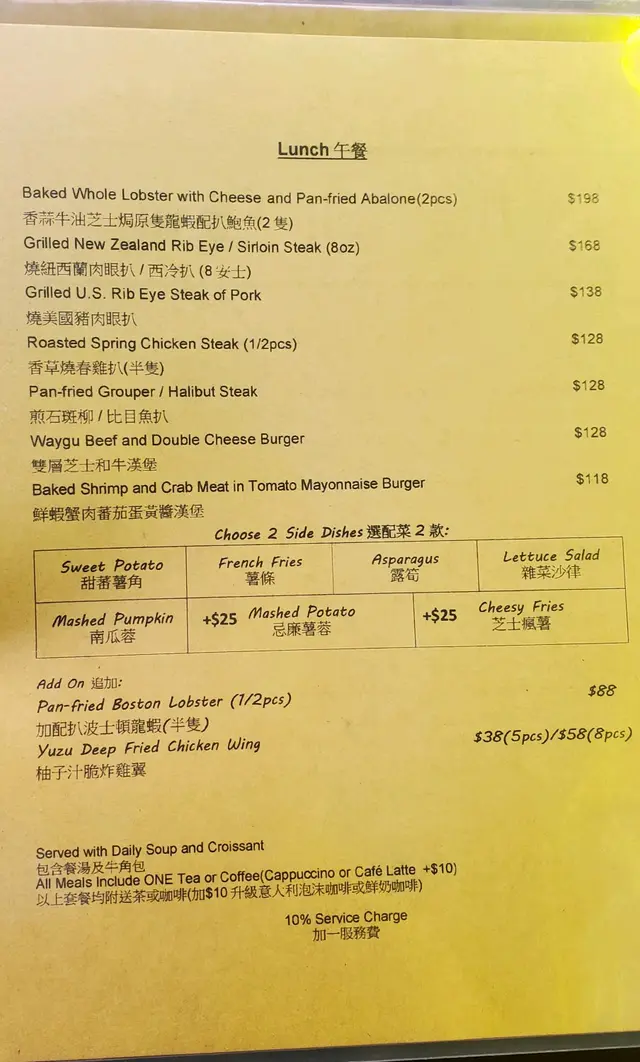 Lunch 午餐
Baked Whole Lobster with Cheese and Pan-fried Abalone(2pcs) $198
香蒜牛油芝士焗原隻龍蝦配扒鮑魚(2 隻)
Grilled New Zealand Rib Eye / Sirloin Steak (8oz) $168
燒紐西蘭肉眼扒 / 西冷扒 (8 安士)
Grilled U.S. Rib Eye Steak of Pork $138
燒美國豬肉眼扒
Roasted Spring Chicken Steak (1/2pcs) $128
香草燒春雞扒(半隻)
Pan-fried Grouper / Halibut Steak $128
煎石斑柳 / 比目魚扒
Waygu Beef and Double Cheese Burger $128
雙層芝士和牛漢堡
Baked Shrimp and Crab Meat in Tomato Mayonnaise Burger $118
鮮蝦蟹肉蕃茄蛋黃醬漢堡
Choose 2 Side Dishes 選配菜 2 款:
Sweet Potato French Fries Asparagus Lettuce Salad
甜蕃薯角 薯條 露筍 雜菜沙律
Mashed Pumpkin +$25 Mashed Potato +$25 Cheesy Fries
南瓜蓉 忌廉薯蓉 芝士瘋薯
Add On 追加:
Pan-fried Boston Lobster (1/2pcs) $88
加配扒波士頓龍蝦(半隻)
Yuzu Deep Fried Chicken Wing $38(5pcs)/$58(8pcs)
柚子汁脆炸雞翼
Served with Daily Soup and Croissant
包含餐湯及牛角包
All Meals Include ONE Tea or Coffee(Cappuccino or Café Latte +$10)
以上套餐均附送茶或咖啡(加$10 升級意大利泡沫咖啡或鮮奶咖啡)
10% Service Charge
加一服務費